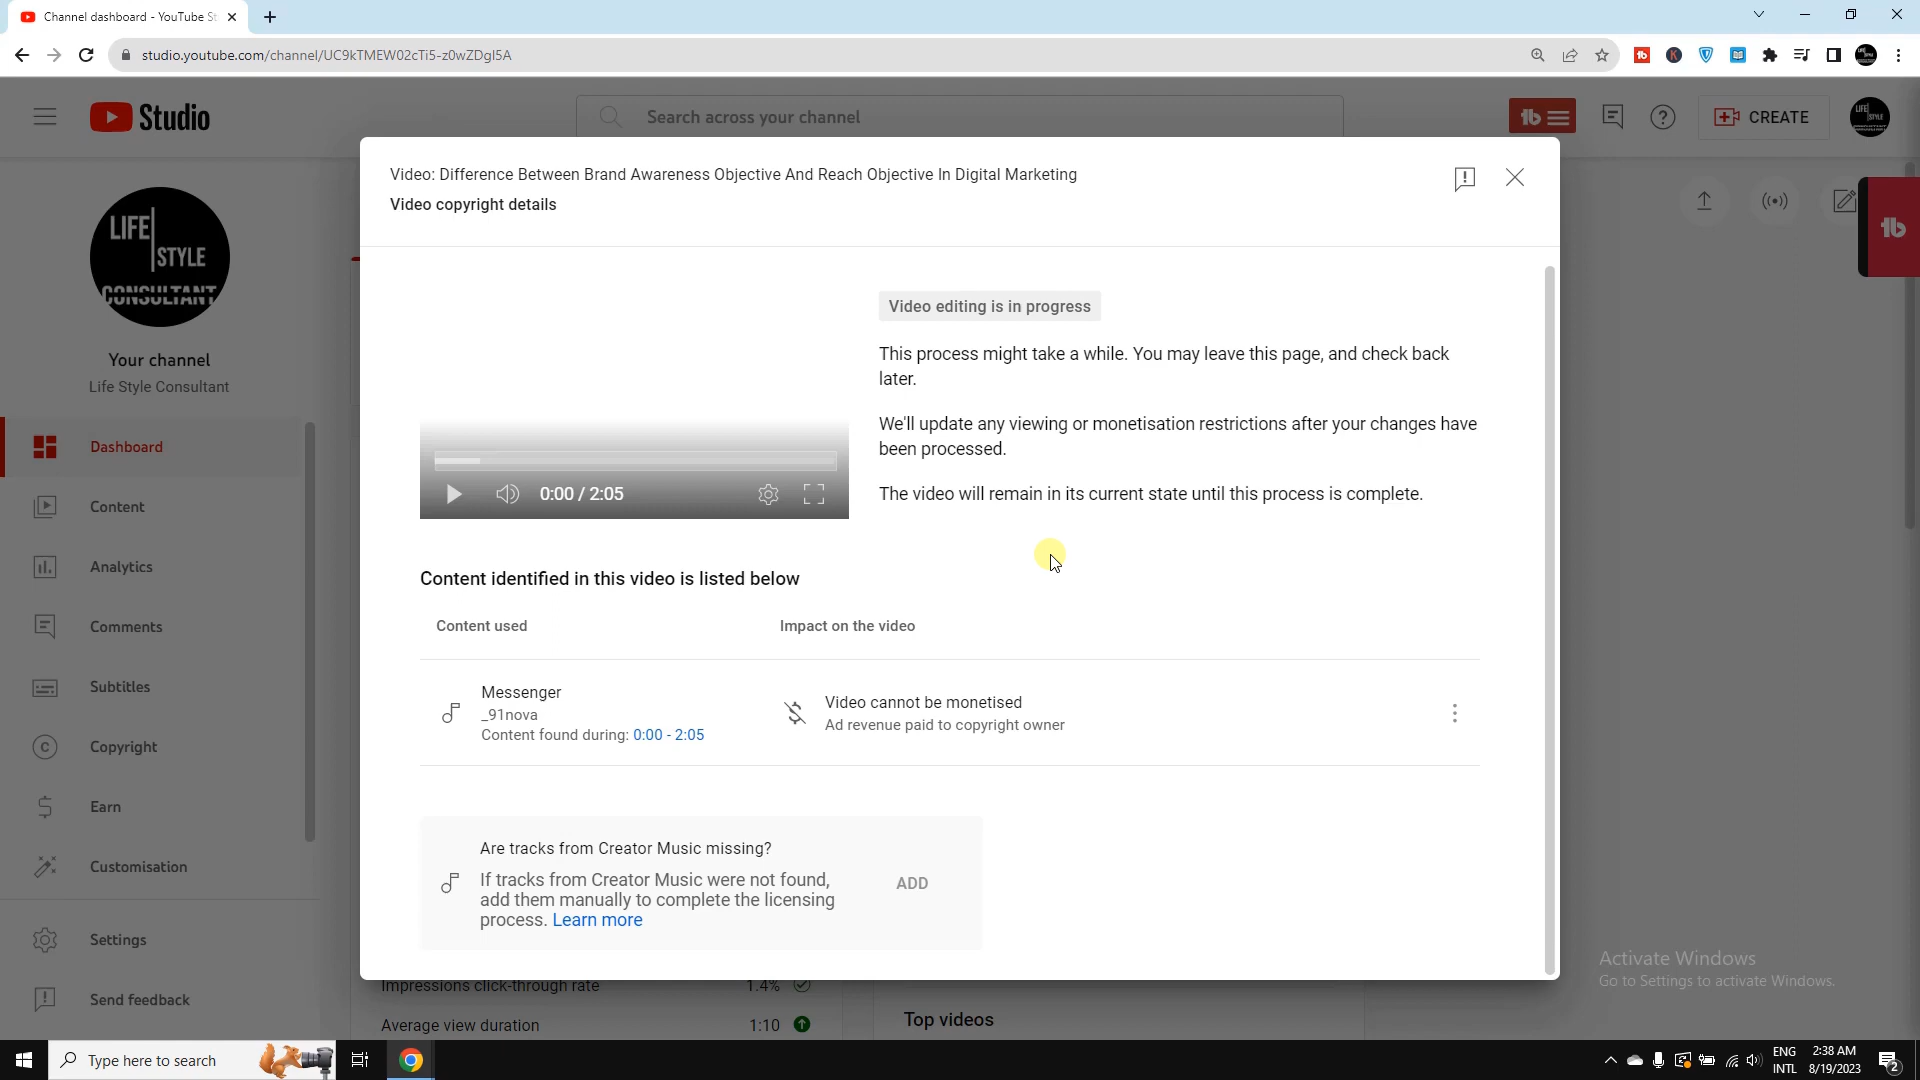 Channel dashboard - YouTube St
studio.youtube.com/channel/UC9kTMEW02cTi5-z0wZDgI5A
Studio
Search across your channel
CREATE
LIFE
STYLE
CONSULTANT
Your channel
Life Style Consultant
Dashboard
Content
Analytics
Comments
Subtitles
Copyright
Earn
Customisation
Settings
Send feedback
Video: Difference Between Brand Awareness Objective And Reach Objective In Digital Marketing
Video copyright details
Video editing is in progress
This process might take a while. You may leave this page, and check back
later.
We'll update any viewing or monetisation restrictions after your changes have
been processed.
The video will remain in its current state until this process is complete.
0:00 / 2:05
Content identified in this video is listed below
Content used
Impact on the video
Messenger
_91nova
Content found during: 0:00 - 2:05
Video cannot be monetised
Ad revenue paid to copyright owner
Are tracks from Creator Music missing?
If tracks from Creator Music were not found,
add them manually to complete the licensing
process. Learn more
ADD
Impressions click-through rate 1.4%
Average view duration 1:10
Top videos
Activate Windows
Go to Settings to activate Windows.
Type here to search
ENG
INTL
2:38 AM
8/19/2023
2